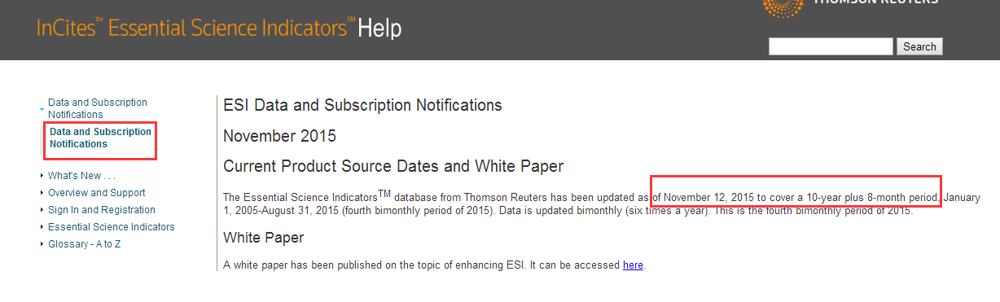 THOMSON REUTERS
InCites™ Essential Science Indicators℠ Help
Search
Data and Subscription
Notifications
Data and Subscription
Notifications
What's New . . .
Overview and Support
Sign In and Registration
Essential Science Indicators
Glossary - A to Z
ESI Data and Subscription Notifications
November 2015
Current Product Source Dates and White Paper
The Essential Science Indicators™ database from Thomson Reuters has been updated as of November 12, 2015 to cover a 10-year plus 8-month period, January
1, 2005-August 31, 2015 (fourth bimonthly period of 2015). Data is updated bimonthly (six times a year). This is the fourth bimonthly period of 2015.
White Paper
A white paper has been published on the topic of enhancing ESI. It can be accessed here.